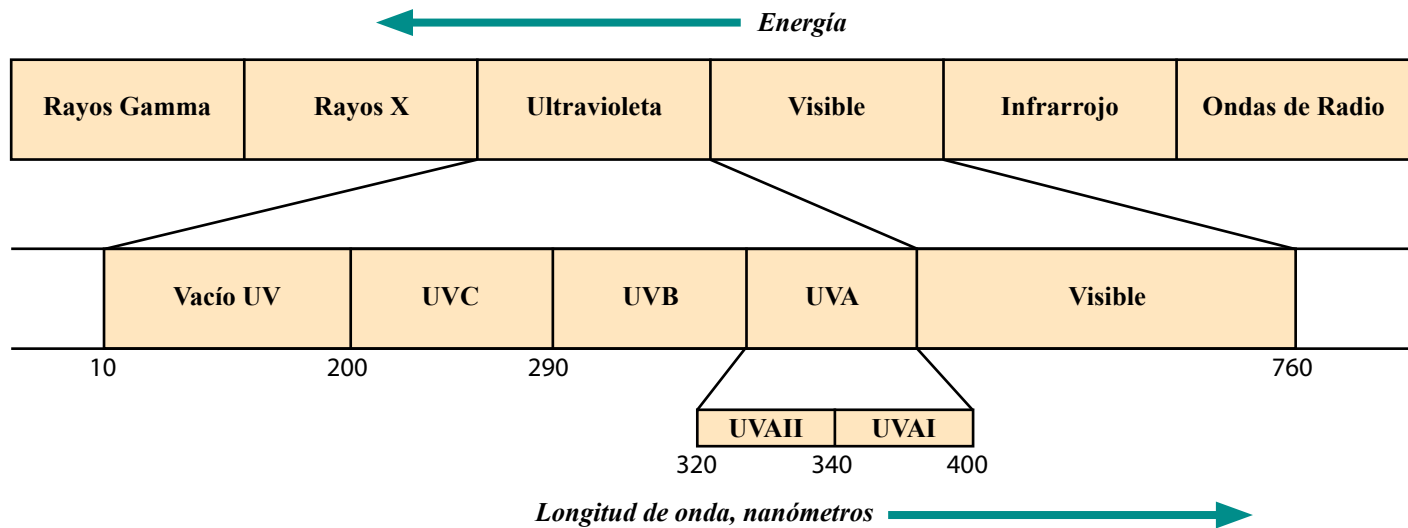 Energía
Rayos Gamma Rayos X Ultravioleta Visible Infrarrojo Ondas de Radio
Vacío UV UVC UVB UVA Visible
10 200 290 760
UVAII UVAI
320 340 400
Longitud de onda, nanómetros